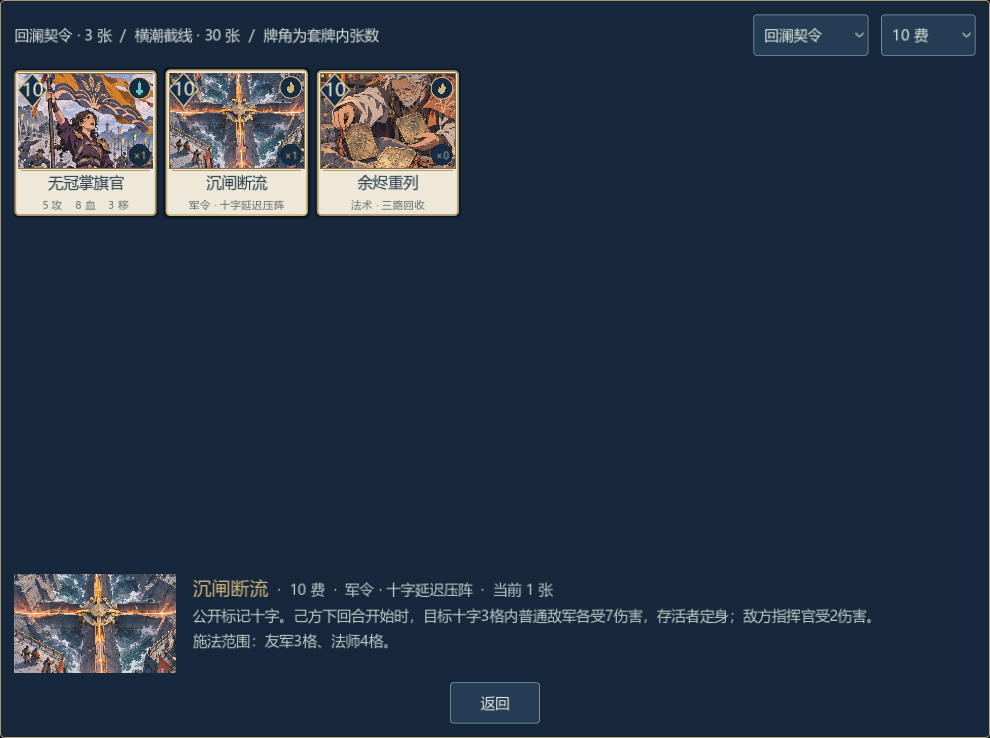 回澜契令 · 3 张 / 横潮截线 · 30 张 / 牌角为套牌内张数
回澜契令
10 费
10
×1
无冠掌旗官
5 攻 8 血 3 移
10
×1
沉闸断流
军令 · 十字延迟压阵
10
×0
余烬重列
法术 · 三路回收
沉闸断流 · 10 费 · 军令 · 十字延迟压阵 · 当前 1 张
公开标记十字。己方下回合开始时，目标十字3格内普通敌军各受7伤害，存活者定身；敌方指挥官受2伤害。
施法范围：友军3格、法师4格。
返回